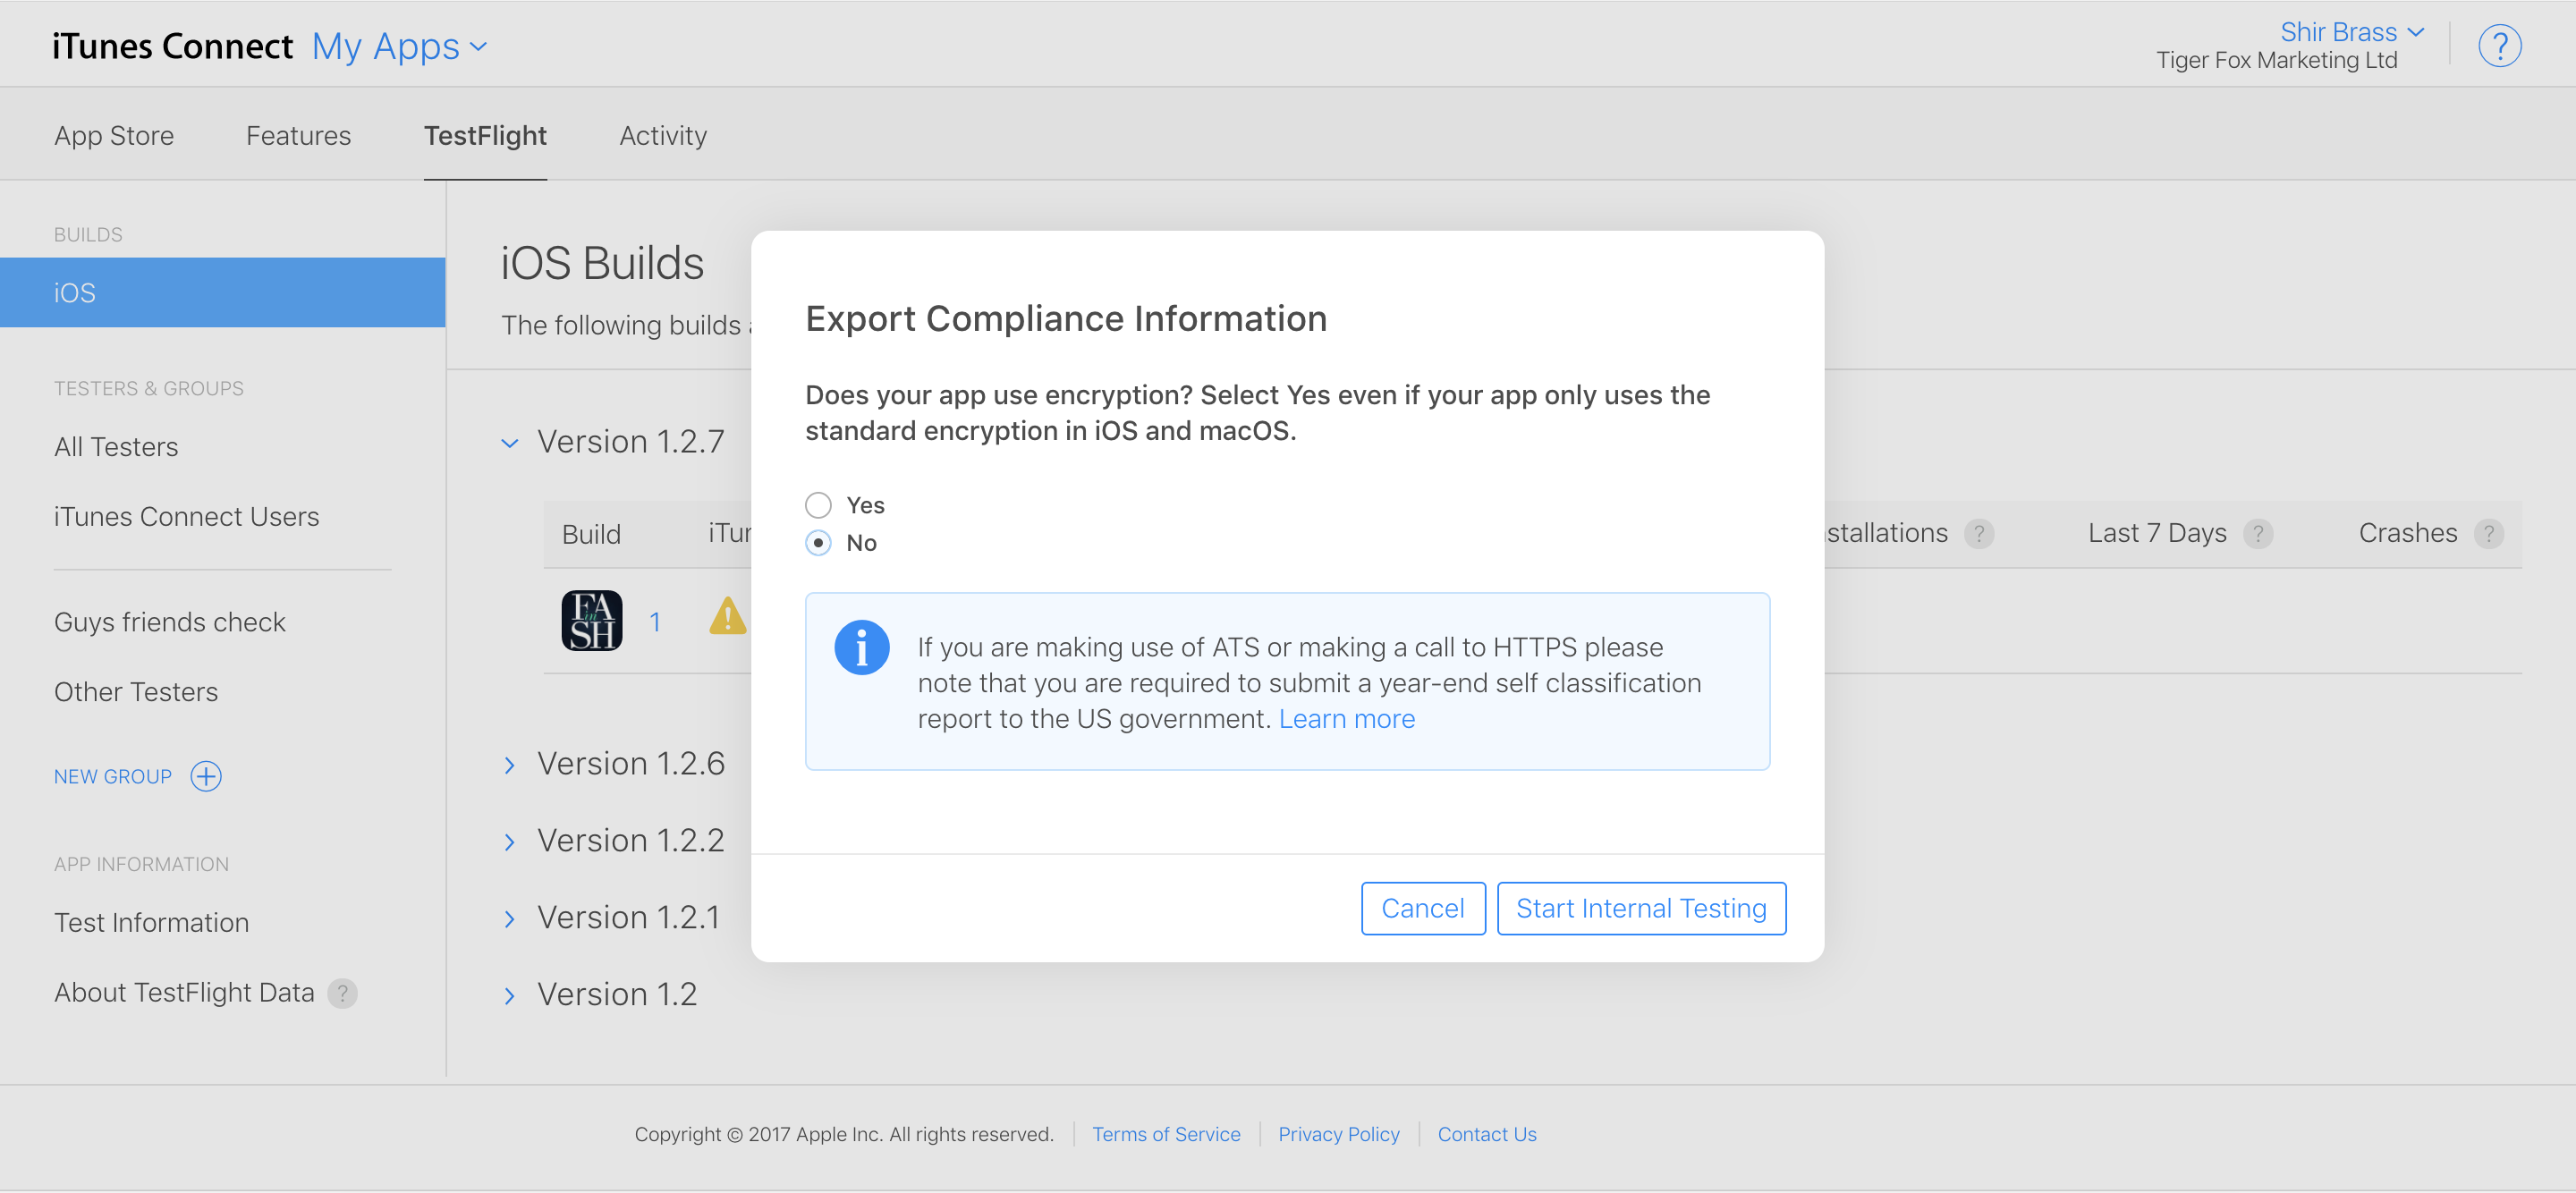 iTunes Connect My Apps
Shir Brass
Tiger Fox Marketing Ltd
?
App Store Features TestFlight Activity
BUILDS
iOS
TESTERS & GROUPS
All Testers
iTunes Connect Users
Guys friends check
Other Testers
NEW GROUP
APP INFORMATION
Test Information
About TestFlight Data ?
iOS Builds
The following builds
Version 1.2.7
Build
?
Last 7 Days ?
Crashes ?
FA
in
SH
1
Version 1.2.6
Version 1.2.2
Version 1.2.1
Version 1.2
Export Compliance Information
Does your app use encryption? Select Yes even if your app only uses the
standard encryption in iOS and macOS.
Yes
No
If you are making use of ATS or making a call to HTTPS please
note that you are required to submit a year-end self classification
report to the US government. Learn more
Cancel Start Internal Testing
Copyright © 2017 Apple Inc. All rights reserved. Terms of Service Privacy Policy Contact Us